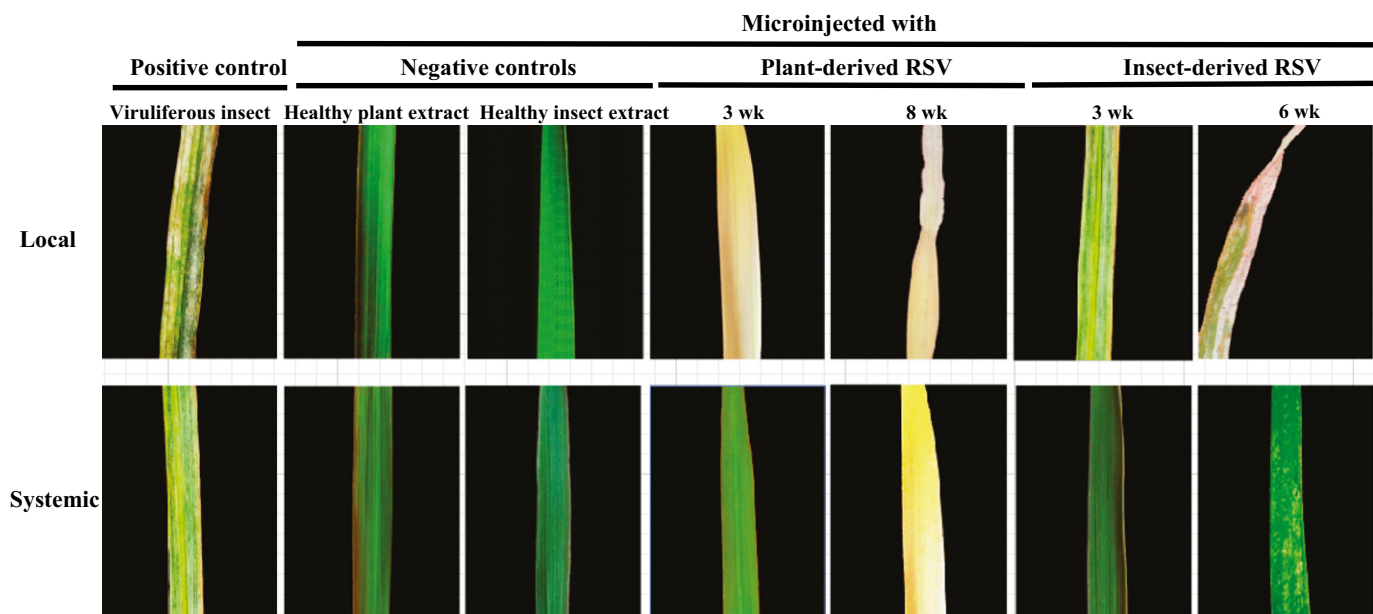 Microinjected with
Positive control Negative controls Plant-derived RSV Insect-derived RSV
Viruliferous insect Healthy plant extract Healthy insect extract 3 wk 8 wk 3 wk 6 wk
Local
Systemic